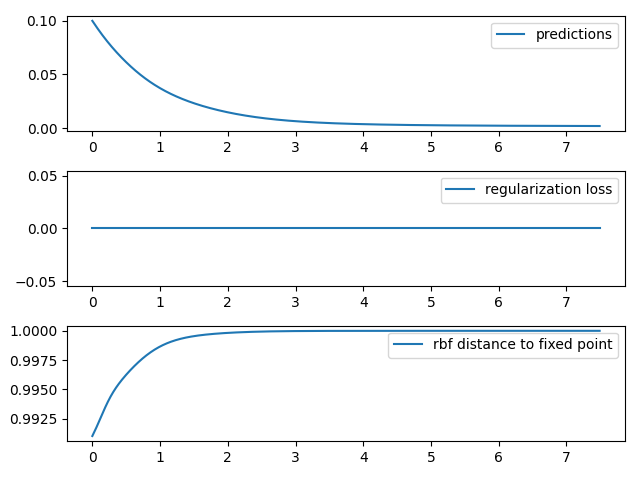 0.10
0.05
0.00
predictions
0 1 2 3 4 5 6 7
0.05
0.00
−0.05
regularization loss
0 1 2 3 4 5 6 7
1.0000
0.9975
0.9950
0.9925
rbf distance to fixed point
0 1 2 3 4 5 6 7